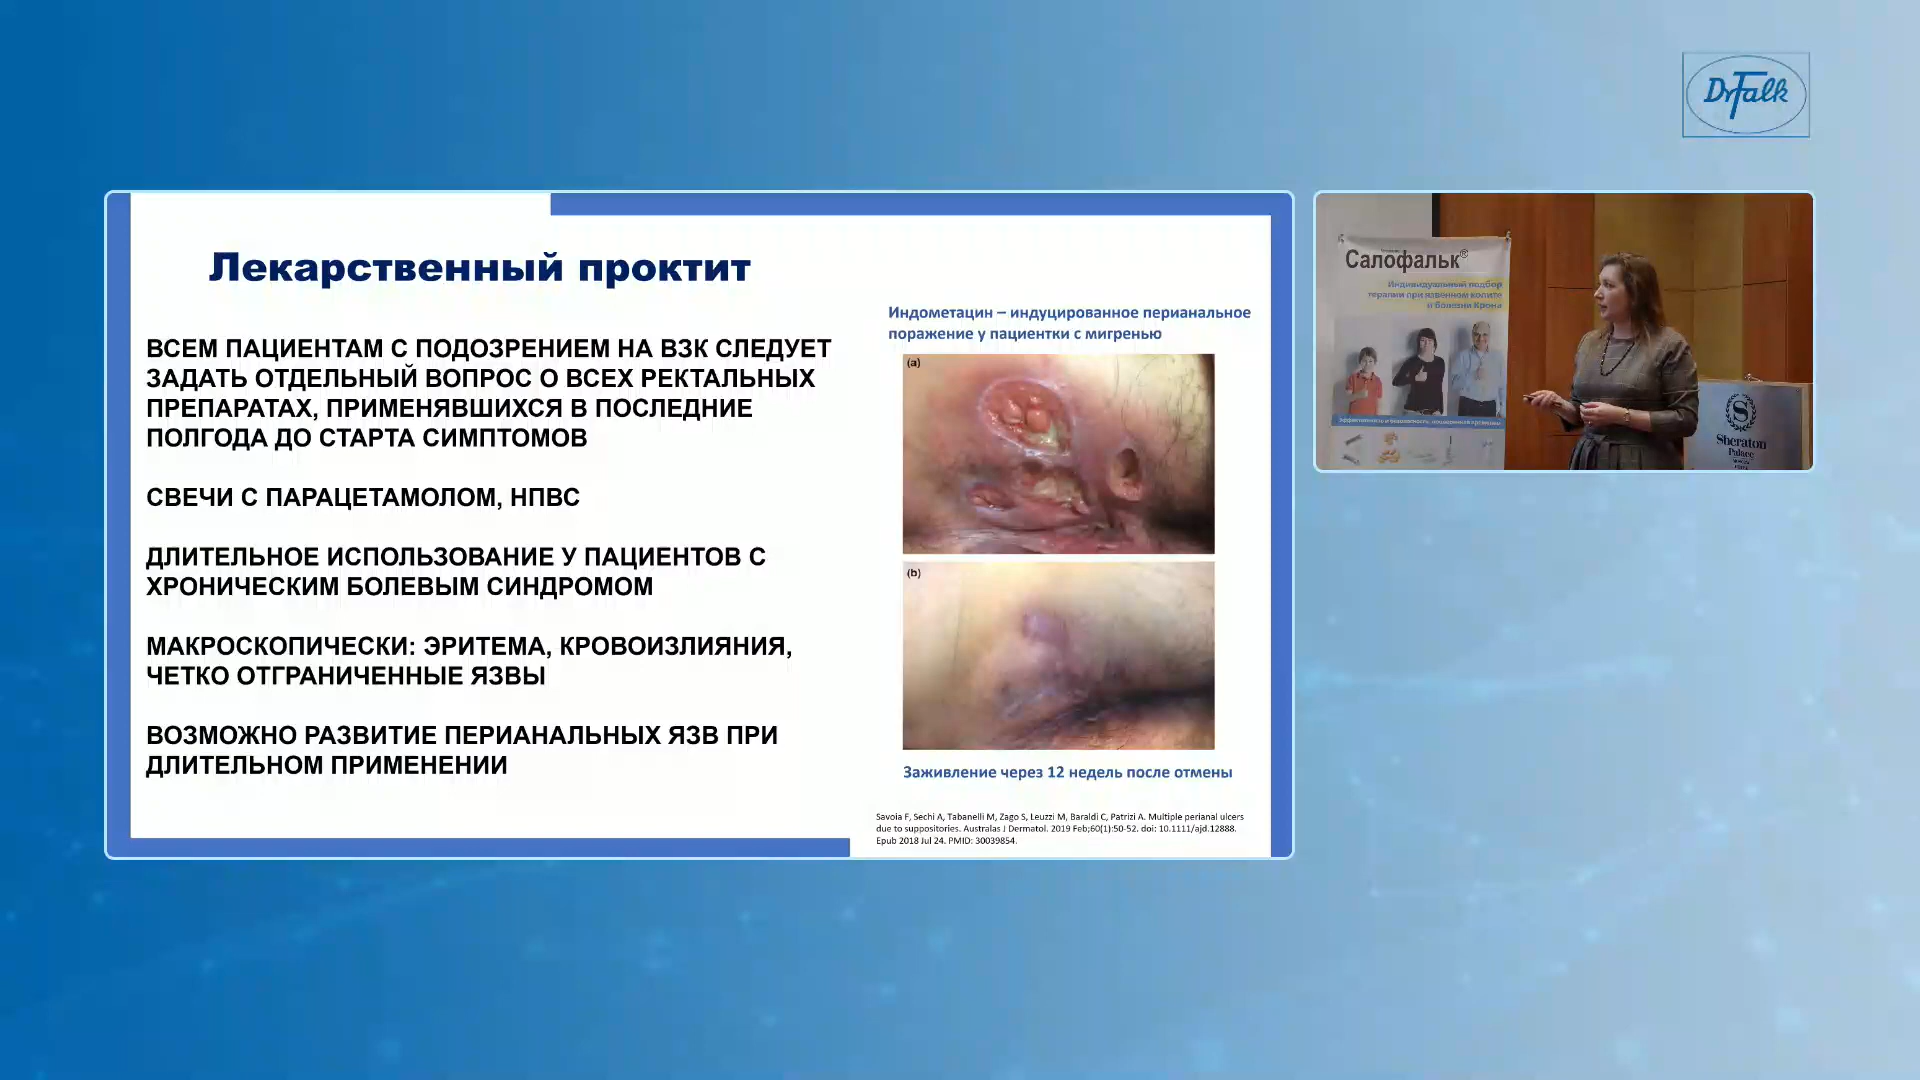 Dr Falk
Лекарственный проктит
ВСЕМ ПАЦИЕНТАМ С ПОДОЗРЕНИЕМ НА ВЗК СЛЕДУЕТ
ЗАДАТЬ ОТДЕЛЬНЫЙ ВОПРОС О ВСЕХ РЕКТАЛЬНЫХ
ПРЕПАРАТАХ, ПРИМЕНЯВШИХСЯ В ПОСЛЕДНИЕ
ПОЛГОДА ДО СТАРТА СИМПТОМОВ
СВЕЧИ С ПАРАЦЕТАМОЛОМ, НПВС
ДЛИТЕЛЬНОЕ ИСПОЛЬЗОВАНИЕ У ПАЦИЕНТОВ С
ХРОНИЧЕСКИМ БОЛЕВЫМ СИНДРОМОМ
МАКРОСКОПИЧЕСКИ: ЭРИТЕМА, КРОВОИЗЛИЯНИЯ,
ЧЕТКО ОТГРАНИЧЕННЫЕ ЯЗВЫ
ВОЗМОЖНО РАЗВИТИЕ ПЕРИАНАЛЬНЫХ ЯЗВ ПРИ
ДЛИТЕЛЬНОМ ПРИМЕНЕНИИ
Индометацин – индуцированное перианальное
поражение у пациентки с мигренью
(a)
(b)
Заживление через 12 недель после отмены
Savoia F, Sechi A, Tabanelli M, Zago S, Leuzzi M, Baraldi C, Patrizi A. Multiple perianal ulcers
due to suppositories. Australas J Dermatol. 2019 Feb;60(1):50-52. doi: 10.1111/ajd.12888.
Epub 2018 Jul 24. PMID: 30039854.
Салофальк®
Индивидуальный подбор
терапии при язвенном колите
и болезни Крона
S
Sheraton
Palace